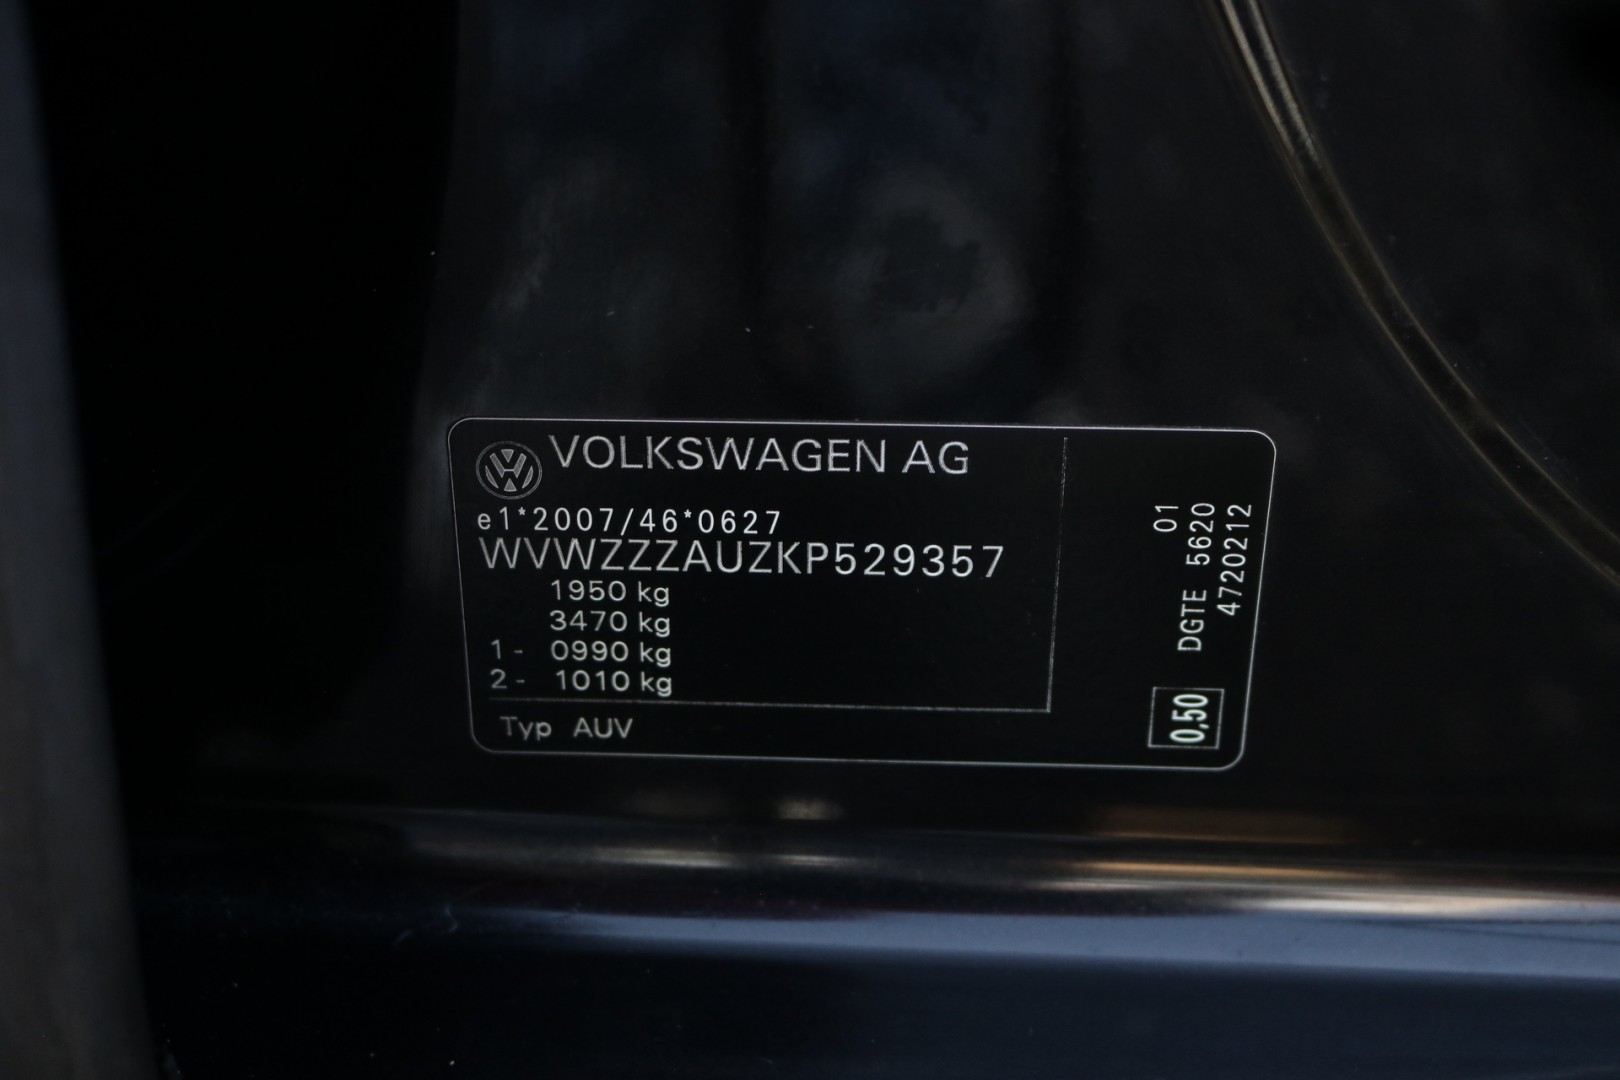 VOLKSWAGEN AG
e1*2007/46*0627
WVWZZZAUZKP529357
1950 kg
3470 kg
1- 0990 kg
2- 1010 kg
Typ AUV
01
DGTE 5620
4720212
0,50